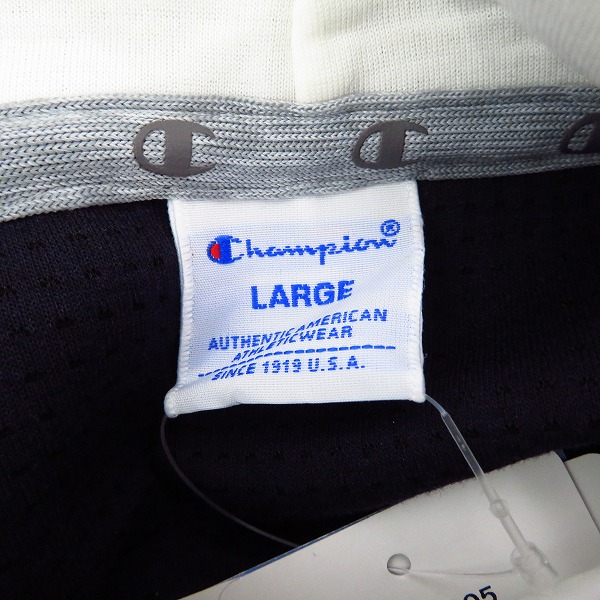 Champion®
LARGE
AUTHENTIC AMERICAN
ATHLETICWEAR
SINCE 1919 U.S.A.